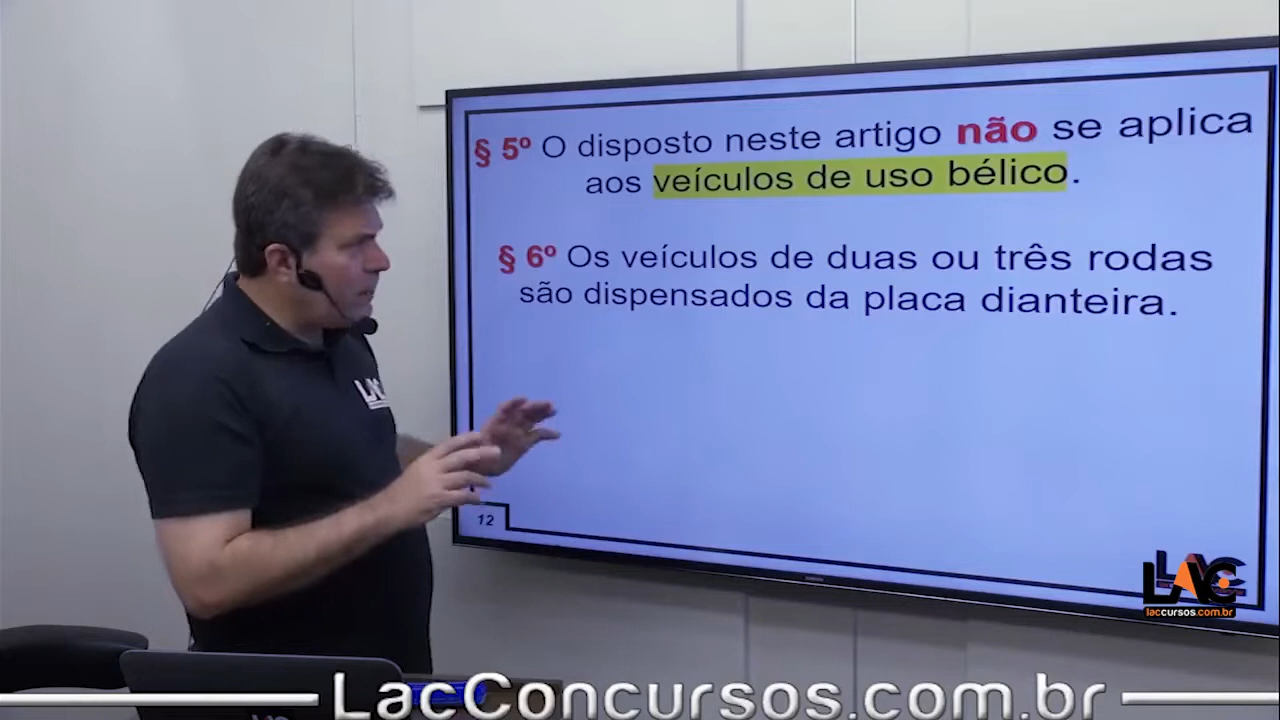 § 5º O disposto neste artigo não se aplica
aos veículos de uso bélico.
§ 6º Os veículos de duas ou três rodas
são dispensados da placa dianteira.
12
LAC
LAC
laccursos.com.br
LacConcursos.com.br